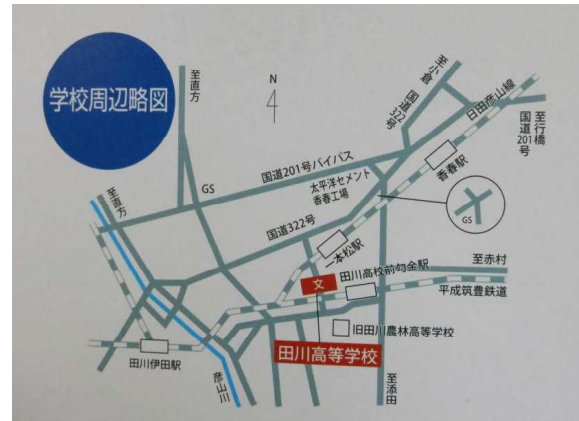 学校周辺略図
至直方
N
至小倉
国道322号
日田彦山線
至行橋
国道201号
国道201号バイパス
香春駅
太平洋セメント
香春工場
GS
至直方
国道322号
GS
一本松駅
至赤村
田川高校前勾金駅
文
平成筑豊鉄道
旧田川農林高等学校
田川高等学校
田川伊田駅
彦山川
至添田